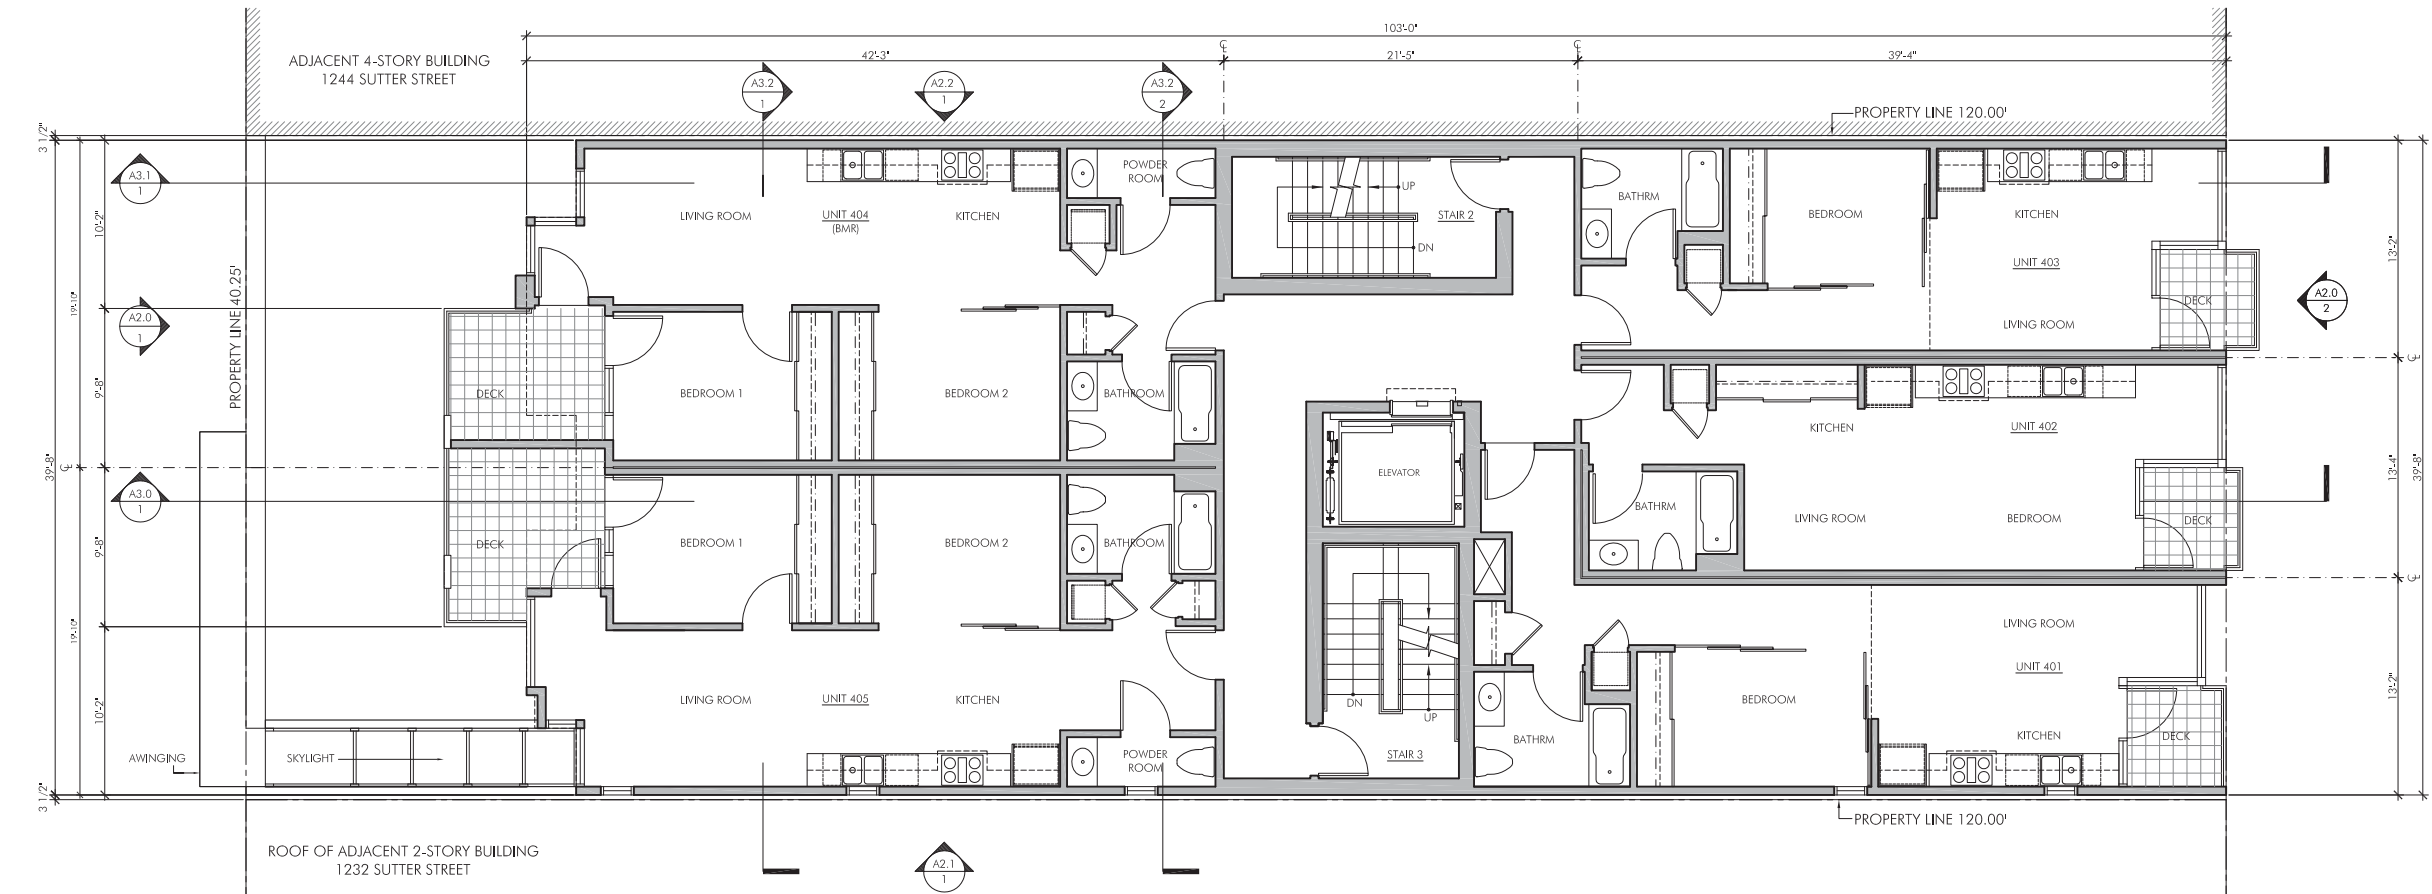 103'-0"
42'-3"
21'-5"
39'-4"
℄
℄
ADJACENT 4-STORY BUILDING
1244 SUTTER STREET
A3.2
1
A2.2
1
A3.2
2
PROPERTY LINE 120.00'
3 1/2"
A3.1
1
10'-2"
19'-10"
A2.0
1
9'-8"
39'-8"
℄
A3.0
1
9'-8"
19'-10"
10'-2"
3 1/2"
PROPERTY LINE 40.25'
LIVING ROOM
UNIT 404
(BMR)
KITCHEN
POWDER
ROOM
DECK
BEDROOM 1
BEDROOM 2
BATHROOM
UP
STAIR 2
DN
BATHRM
BEDROOM
KITCHEN
UNIT 403
DECK
LIVING ROOM
A2.0
2
13'-2"
℄
KITCHEN
UNIT 402
BATHRM
LIVING ROOM
BEDROOM
DECK
13'-4"
39'-8"
℄
ELEVATOR
DECK
BEDROOM 1
BEDROOM 2
BATHROOM
LIVING ROOM
UNIT 405
KITCHEN
POWDER
ROOM
DN
UP
STAIR 3
BATHRM
BEDROOM
LIVING ROOM
UNIT 401
KITCHEN
DECK
13'-2"
AWINGING
SKYLIGHT
PROPERTY LINE 120.00'
ROOF OF ADJACENT 2-STORY BUILDING
1232 SUTTER STREET
A2.1
1